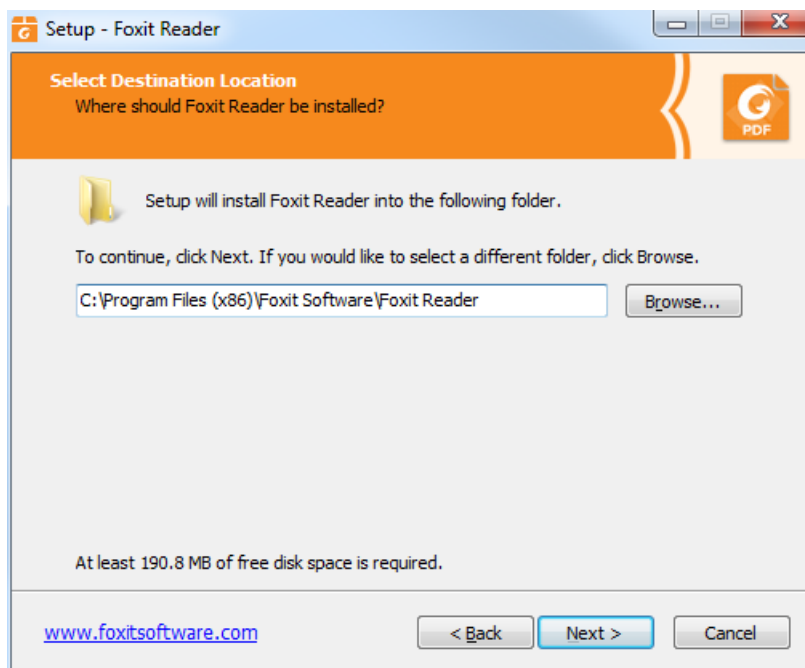 Setup - Foxit Reader
Select Destination Location
Where should Foxit Reader be installed?
PDF
Setup will install Foxit Reader into the following folder.
To continue, click Next. If you would like to select a different folder, click Browse.
C:\Program Files (x86)\Foxit Software\Foxit Reader
Browse...
At least 190.8 MB of free disk space is required.
www.foxitsoftware.com
< Back
Next >
Cancel